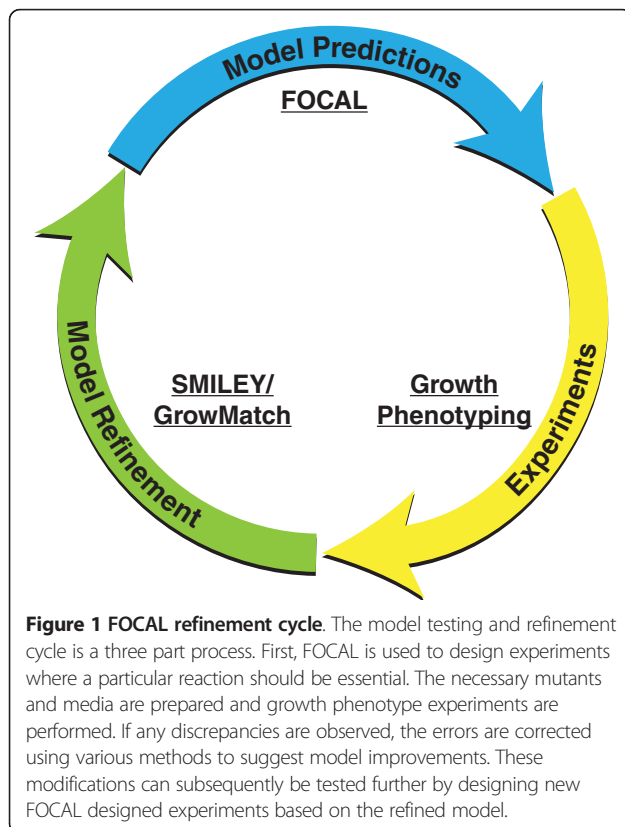 Model Predictions
FOCAL
Experiments
Growth
Phenotyping
Model Refinement
SMILEY/
GrowMatch
Figure 1 FOCAL refinement cycle. The model testing and refinement
cycle is a three part process. First, FOCAL is used to design experiments
where a particular reaction should be essential. The necessary mutants
and media are prepared and growth phenotype experiments are
performed. If any discrepancies are observed, the errors are corrected
using various methods to suggest model improvements. These
modifications can subsequently be tested further by designing new
FOCAL designed experiments based on the refined model.